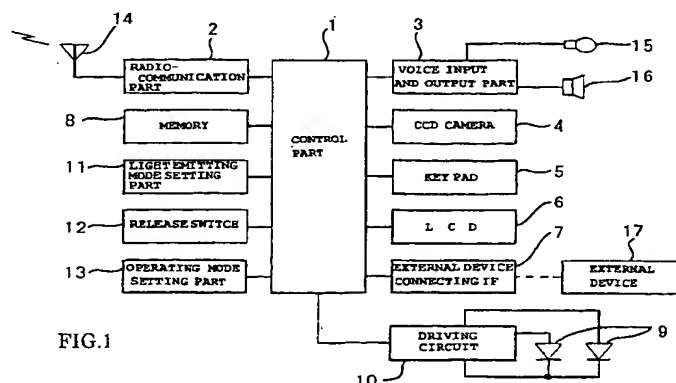 14
2
1
3
15
RADIO-
COMMUNICATION
PART
VOICE INPUT
AND OUTPUT PART
16
8
MEMORY
CCD CAMERA
4
CONTROL
PART
11
LIGHT EMITTING
MODE SETTING
PART
KEY PAD
5
12
RELEASE SWITCH
L C D
6
7
17
13
OPERATING MODE
SETTING PART
EXTERNAL DEVICE
CONNECTING IF
EXTERNAL
DEVICE
FIG.1
DRIVING
CIRCUIT
9
10